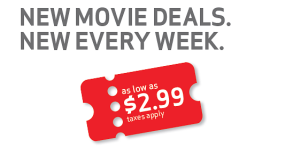 NEW MOVIE DEALS.
NEW EVERY WEEK.
as low as
$2.99
taxes apply